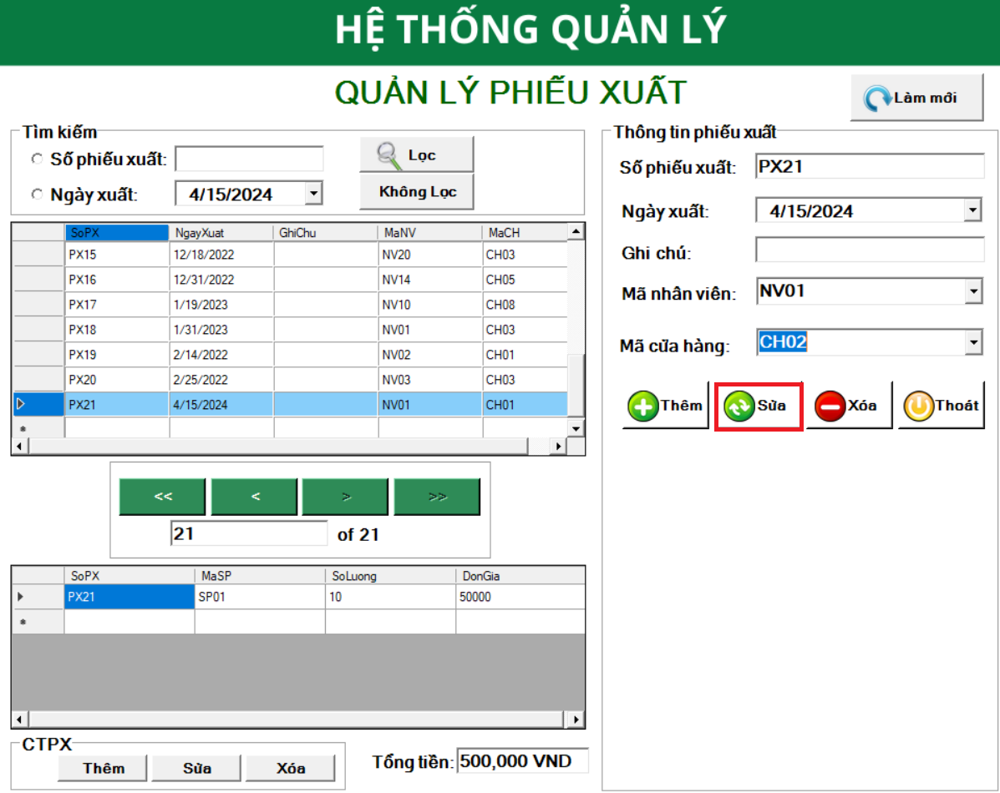 HỆ THỐNG QUẢN LÝ
QUẢN LÝ PHIẾU XUẤT
Làm mới
Tìm kiếm
Số phiếu xuất:
Lọc
Ngày xuất: 4/15/2024
Không Lọc
SoPX NgayXuat GhiChu MaNV MaCH
PX15 12/18/2022 NV20 CH03
PX16 12/31/2022 NV14 CH05
PX17 1/19/2023 NV10 CH08
PX18 1/31/2023 NV01 CH03
PX19 2/14/2022 NV02 CH01
PX20 2/25/2022 NV03 CH03
PX21 4/15/2024 NV01 CH01
*
<< < > >>
21 of 21
SoPX MaSP SoLuong DonGia
PX21 SP01 10 50000
*
CTPX
Thêm Sửa Xóa
Tổng tiền: 500,000 VND
Thông tin phiếu xuất
Số phiếu xuất: PX21
Ngày xuất: 4/15/2024
Ghi chú:
Mã nhân viên: NV01
Mã cửa hàng: CH02
Thêm Sửa Xóa Thoát